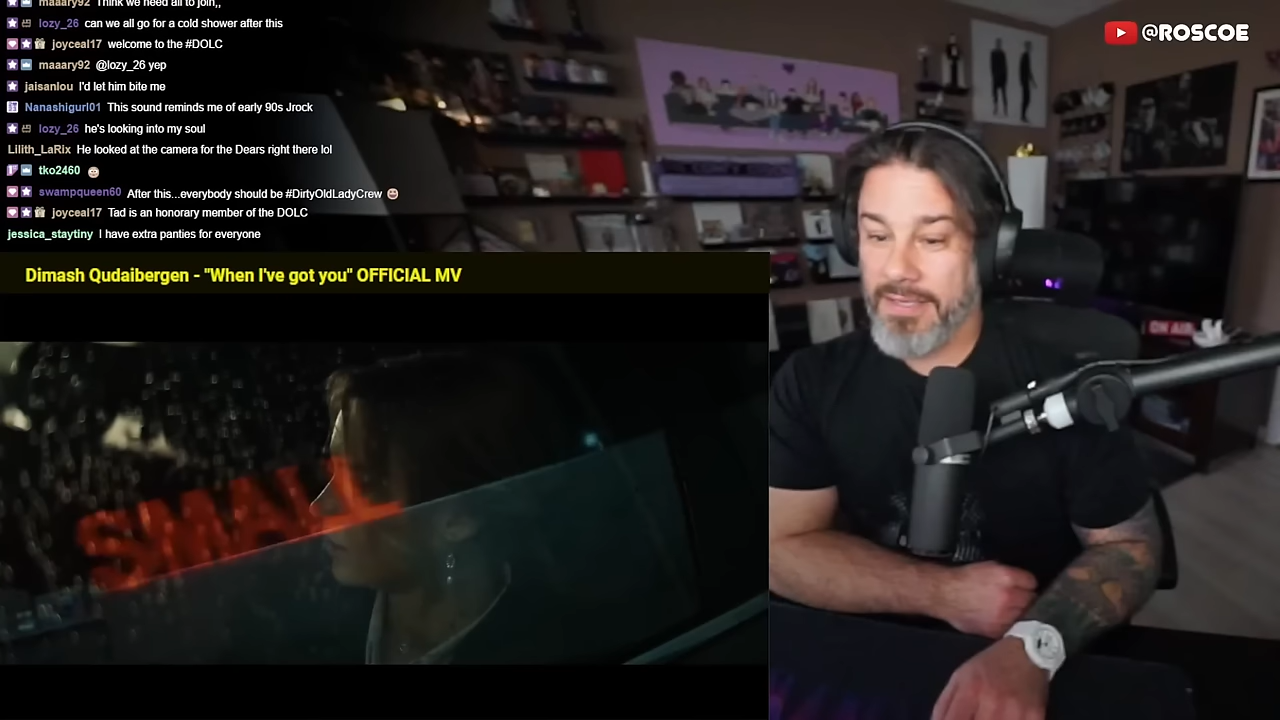 maaary92 Think we need all to join,,
lozy_26 can we all go for a cold shower after this
joyceal17 welcome to the #DOLC
maaary92 @lozy_26 yep
jaisanlou I'd let him bite me
Nanashigurl01 This sound reminds me of early 90s Jrock
lozy_26 he's looking into my soul
Lilith_LaRix He looked at the camera for the Dears right there lol
tko2460
swampqueen60 After this...everybody should be #DirtyOldLadyCrew
joyceal17 Tad is an honorary member of the DOLC
jessica_staytiny I have extra panties for everyone
@ROSCOE
Dimash Qudaibergen - "When I've got you" OFFICIAL MV
SMALL
ON AIR